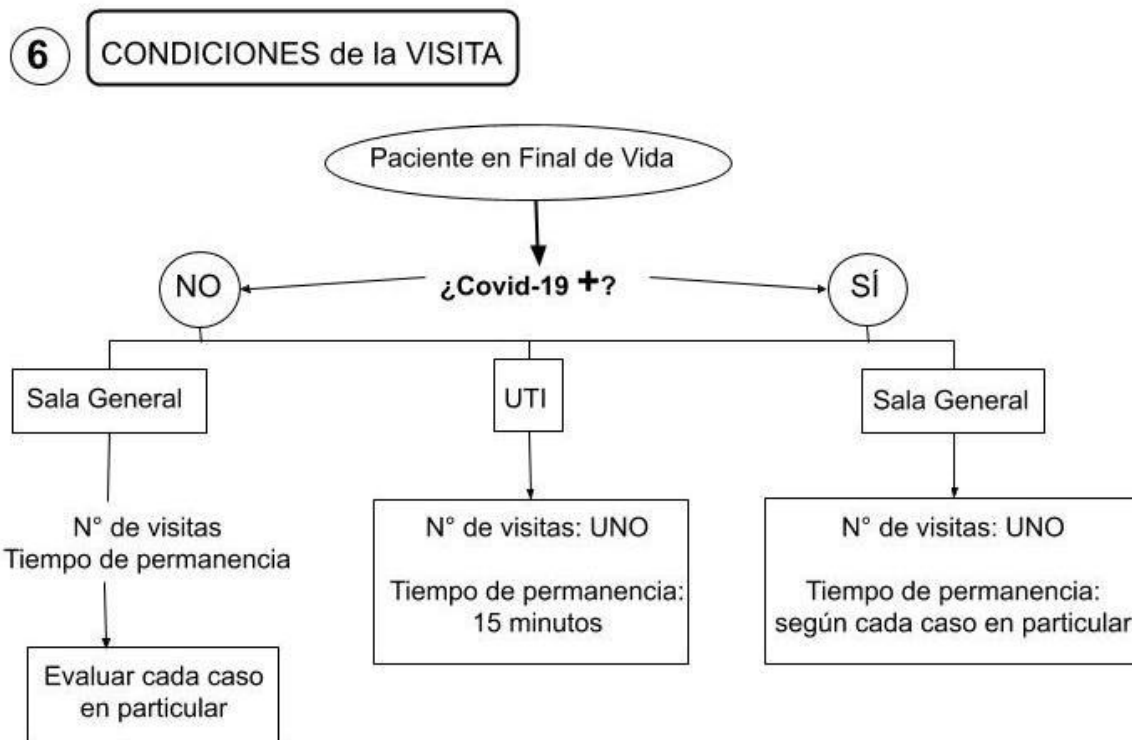 6
CONDICIONES de la VISITA
Paciente en Final de Vida
NO
¿Covid-19 +?
SÍ
Sala General
UTI
Sala General
N° de visitas
Tiempo de permanencia
Evaluar cada caso
en particular
N° de visitas: UNO
Tiempo de permanencia:
15 minutos
N° de visitas: UNO
Tiempo de permanencia:
según cada caso en particular